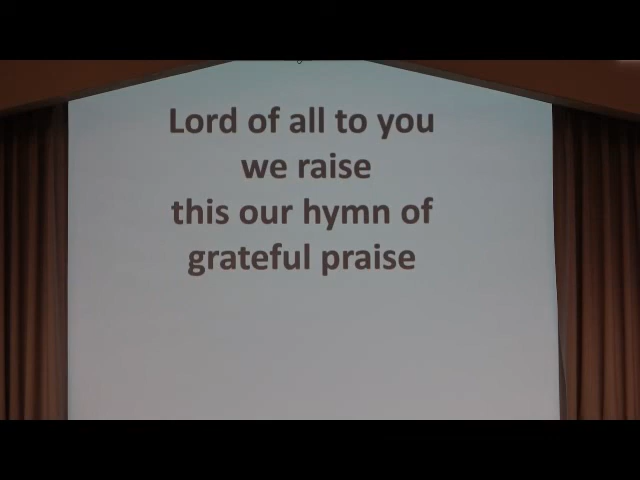 Lord of all to you
we raise
this our hymn of
grateful praise